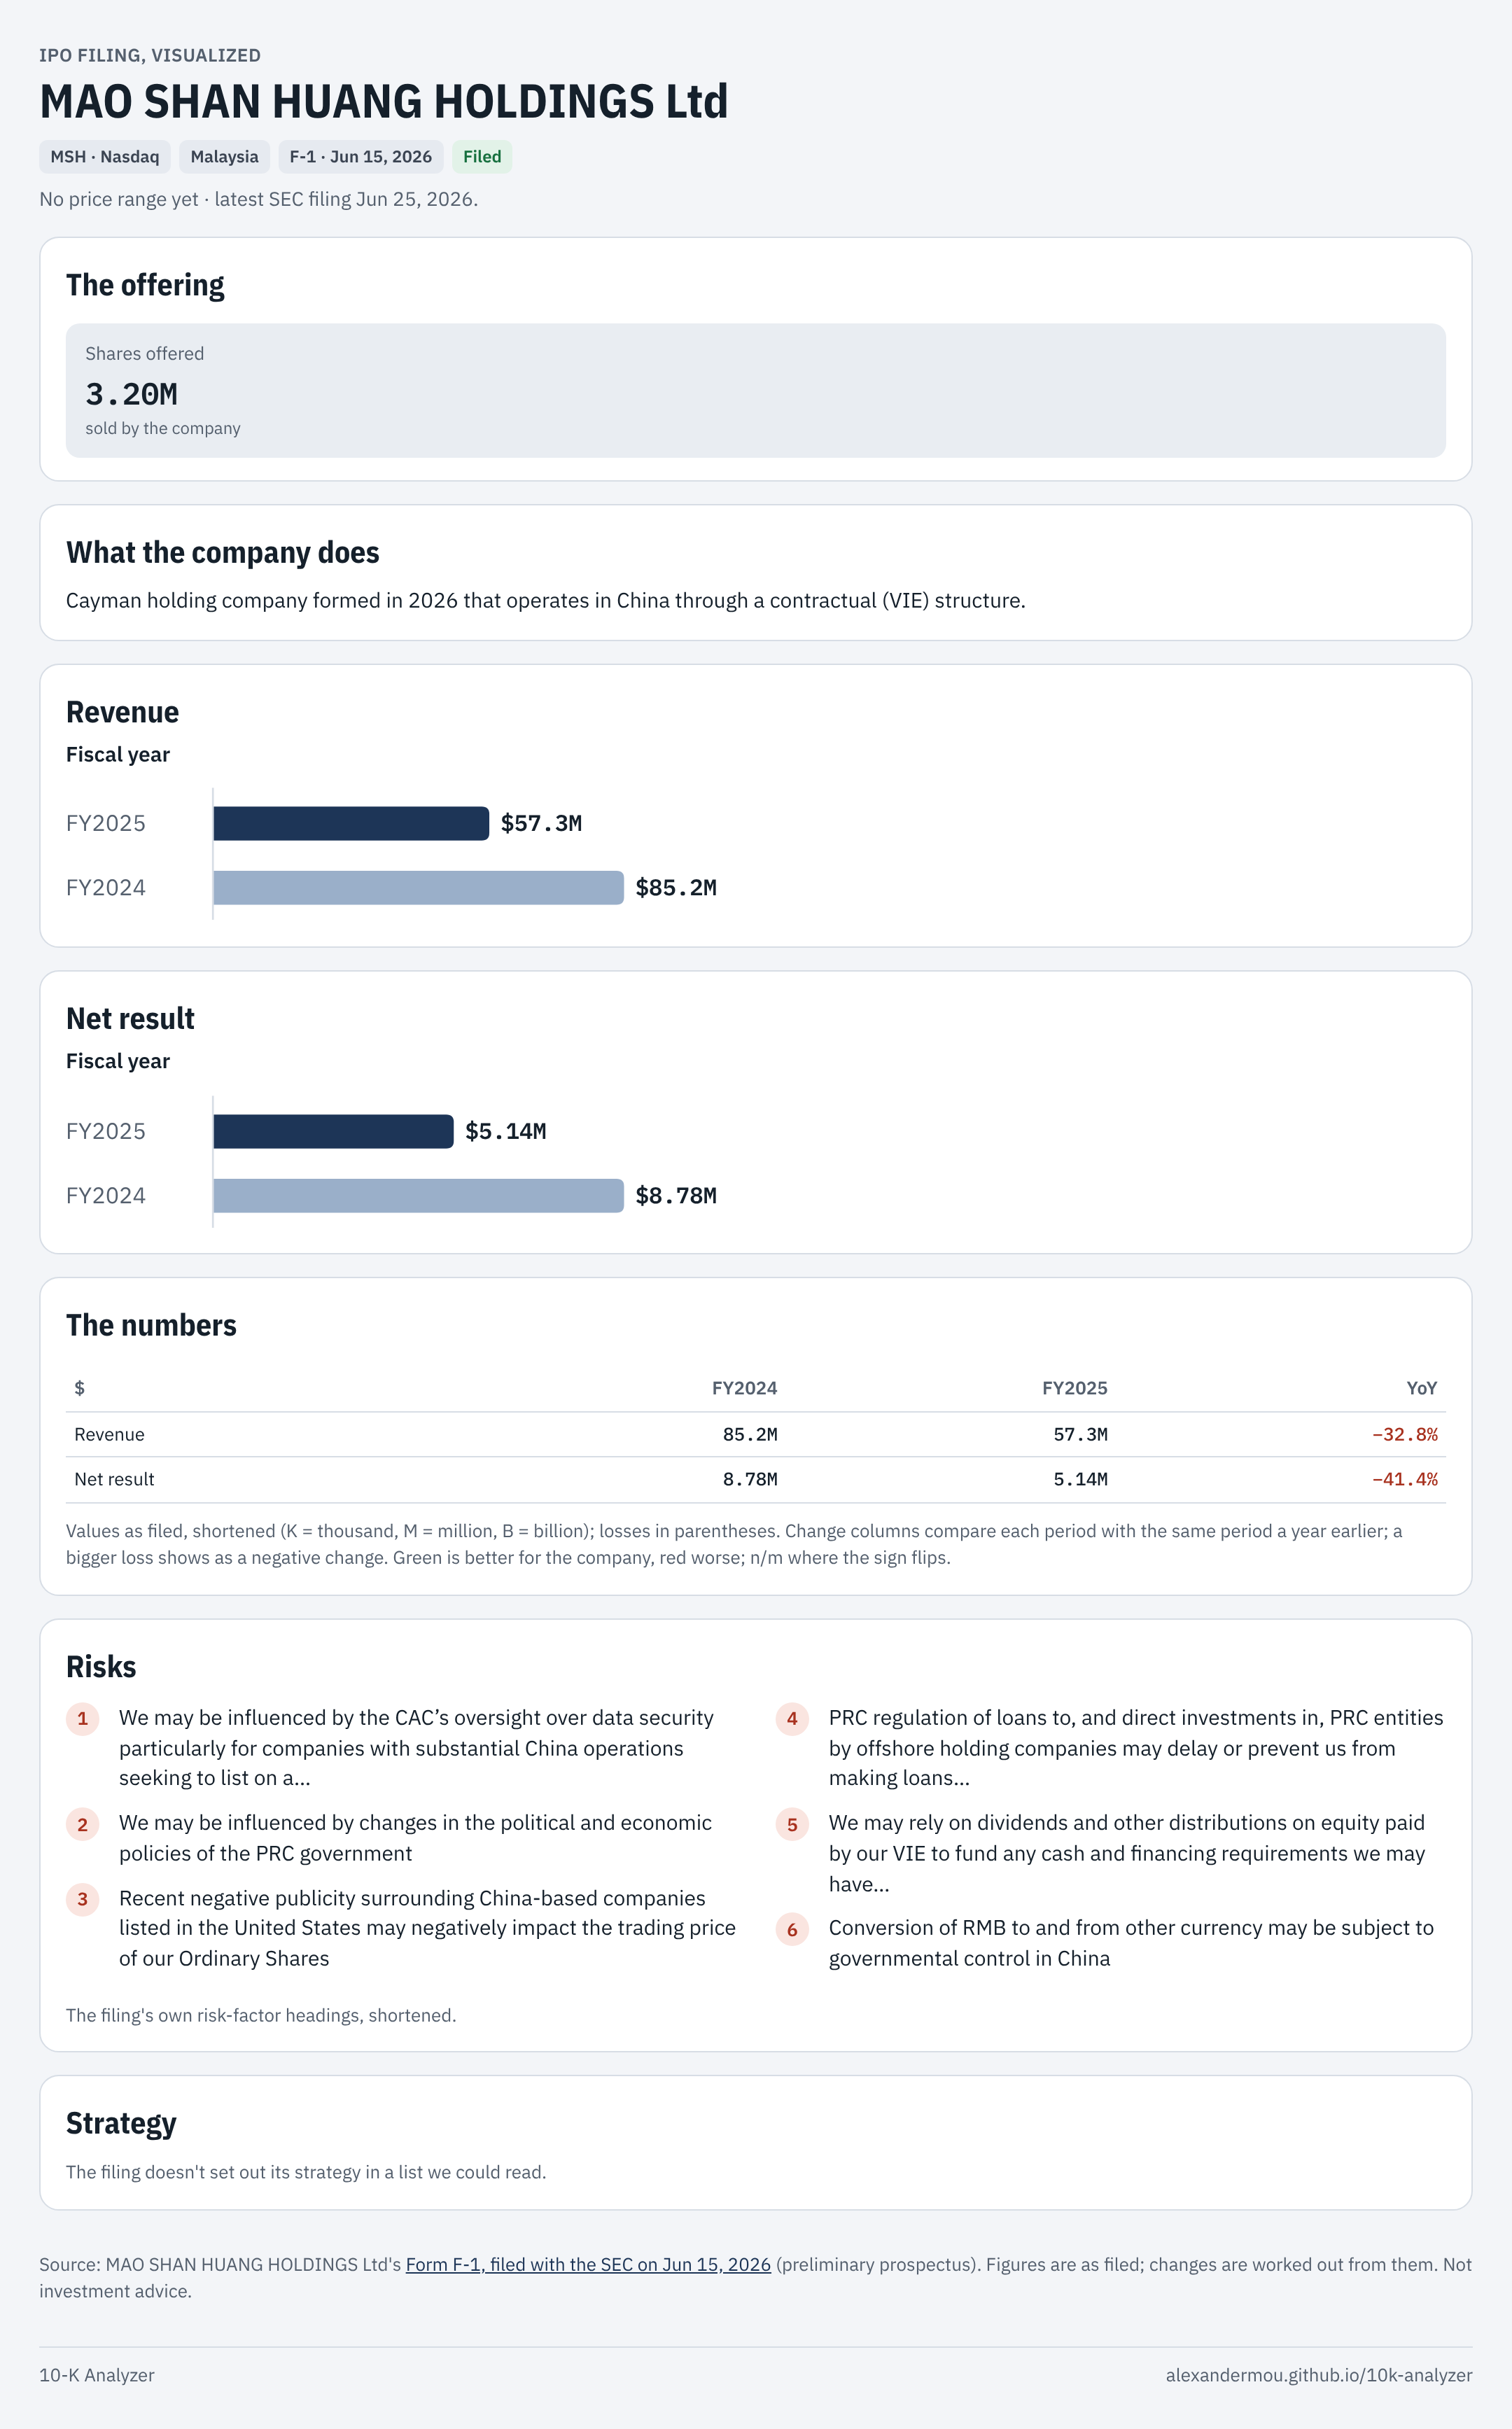 IPO FILING, VISUALIZED
MAO SHAN HUANG HOLDINGS Ltd
MSH · Nasdaq
Malaysia
F-1 · Jun 15, 2026
Filed
No price range yet · latest SEC filing Jun 25, 2026.
The offering
Shares offered
3.20M
sold by the company
What the company does
Cayman holding company formed in 2026 that operates in China through a contractual (VIE) structure.
Revenue
Fiscal year
FY2025 $57.3M
FY2024 $85.2M
Net result
Fiscal year
FY2025 $5.14M
FY2024 $8.78M
The numbers
$ FY2024 FY2025 YoY
Revenue 85.2M 57.3M −32.8%
Net result 8.78M 5.14M −41.4%
Values as filed, shortened (K = thousand, M = million, B = billion); losses in parentheses. Change columns compare each period with the same period a year earlier; a
bigger loss shows as a negative change. Green is better for the company, red worse; n/m where the sign flips.
Risks
1 We may be influenced by the CAC’s oversight over data security
particularly for companies with substantial China operations
seeking to list on a…
2 We may be influenced by changes in the political and economic
policies of the PRC government
3 Recent negative publicity surrounding China-based companies
listed in the United States may negatively impact the trading price
of our Ordinary Shares
4 PRC regulation of loans to, and direct investments in, PRC entities
by offshore holding companies may delay or prevent us from
making loans…
5 We may rely on dividends and other distributions on equity paid
by our VIE to fund any cash and financing requirements we may
have…
6 Conversion of RMB to and from other currency may be subject to
governmental control in China
The filing's own risk-factor headings, shortened.
Strategy
The filing doesn't set out its strategy in a list we could read.
Source: MAO SHAN HUANG HOLDINGS Ltd's Form F-1, filed with the SEC on Jun 15, 2026 (preliminary prospectus). Figures are as filed; changes are worked out from them. Not
investment advice.
10-K Analyzer
alexandermou.github.io/10k-analyzer